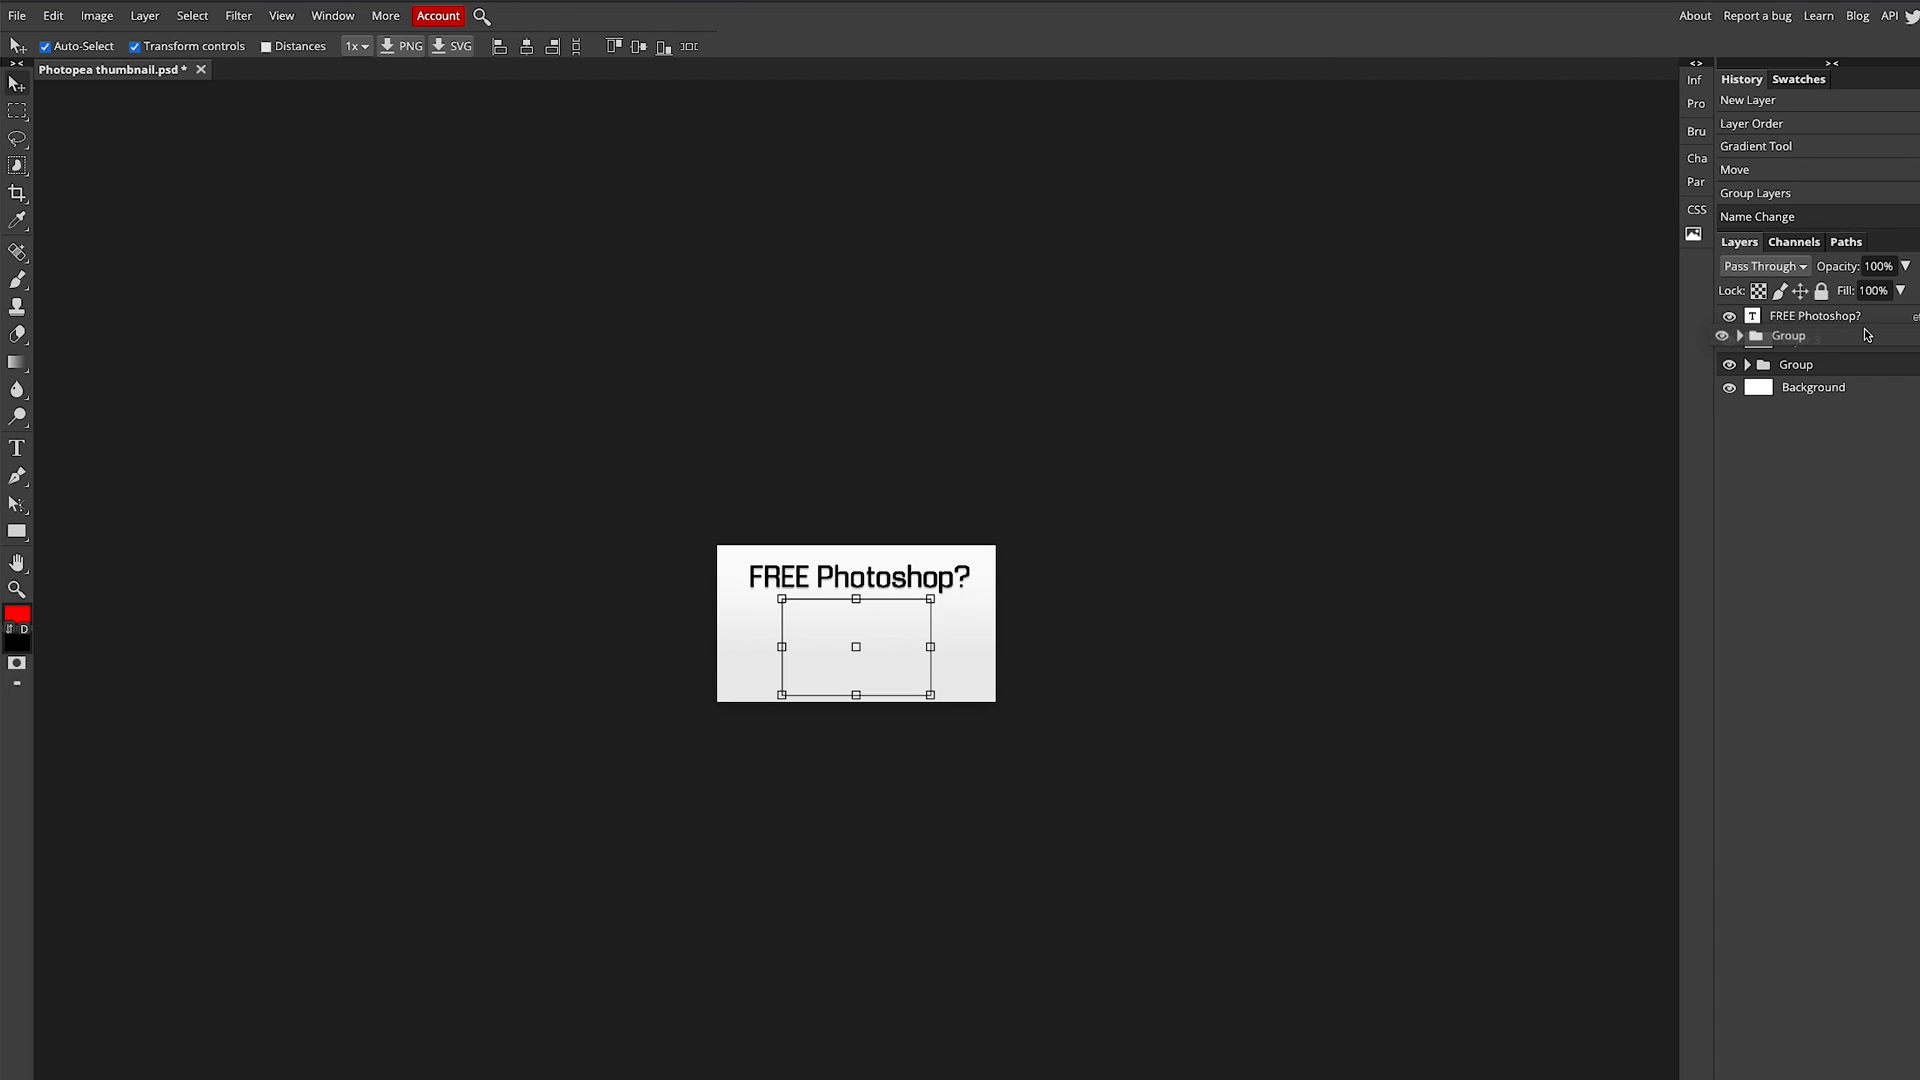 File Edit Image Layer Select Filter View Window More Account About Report a bug Learn Blog API
Auto-Select Transform controls Distances 1x PNG SVG
Photopea thumbnail.psd *
Inf
Pro
Bru
Cha
Par
CSS
History Swatches
New Layer
Layer Order
Gradient Tool
Move
Group Layers
Name Change
Layers Channels Paths
Pass Through Opacity: 100%
Lock: Fill: 100%
FREE Photoshop?
Group
Group
Background
T
D
FREE Photoshop?